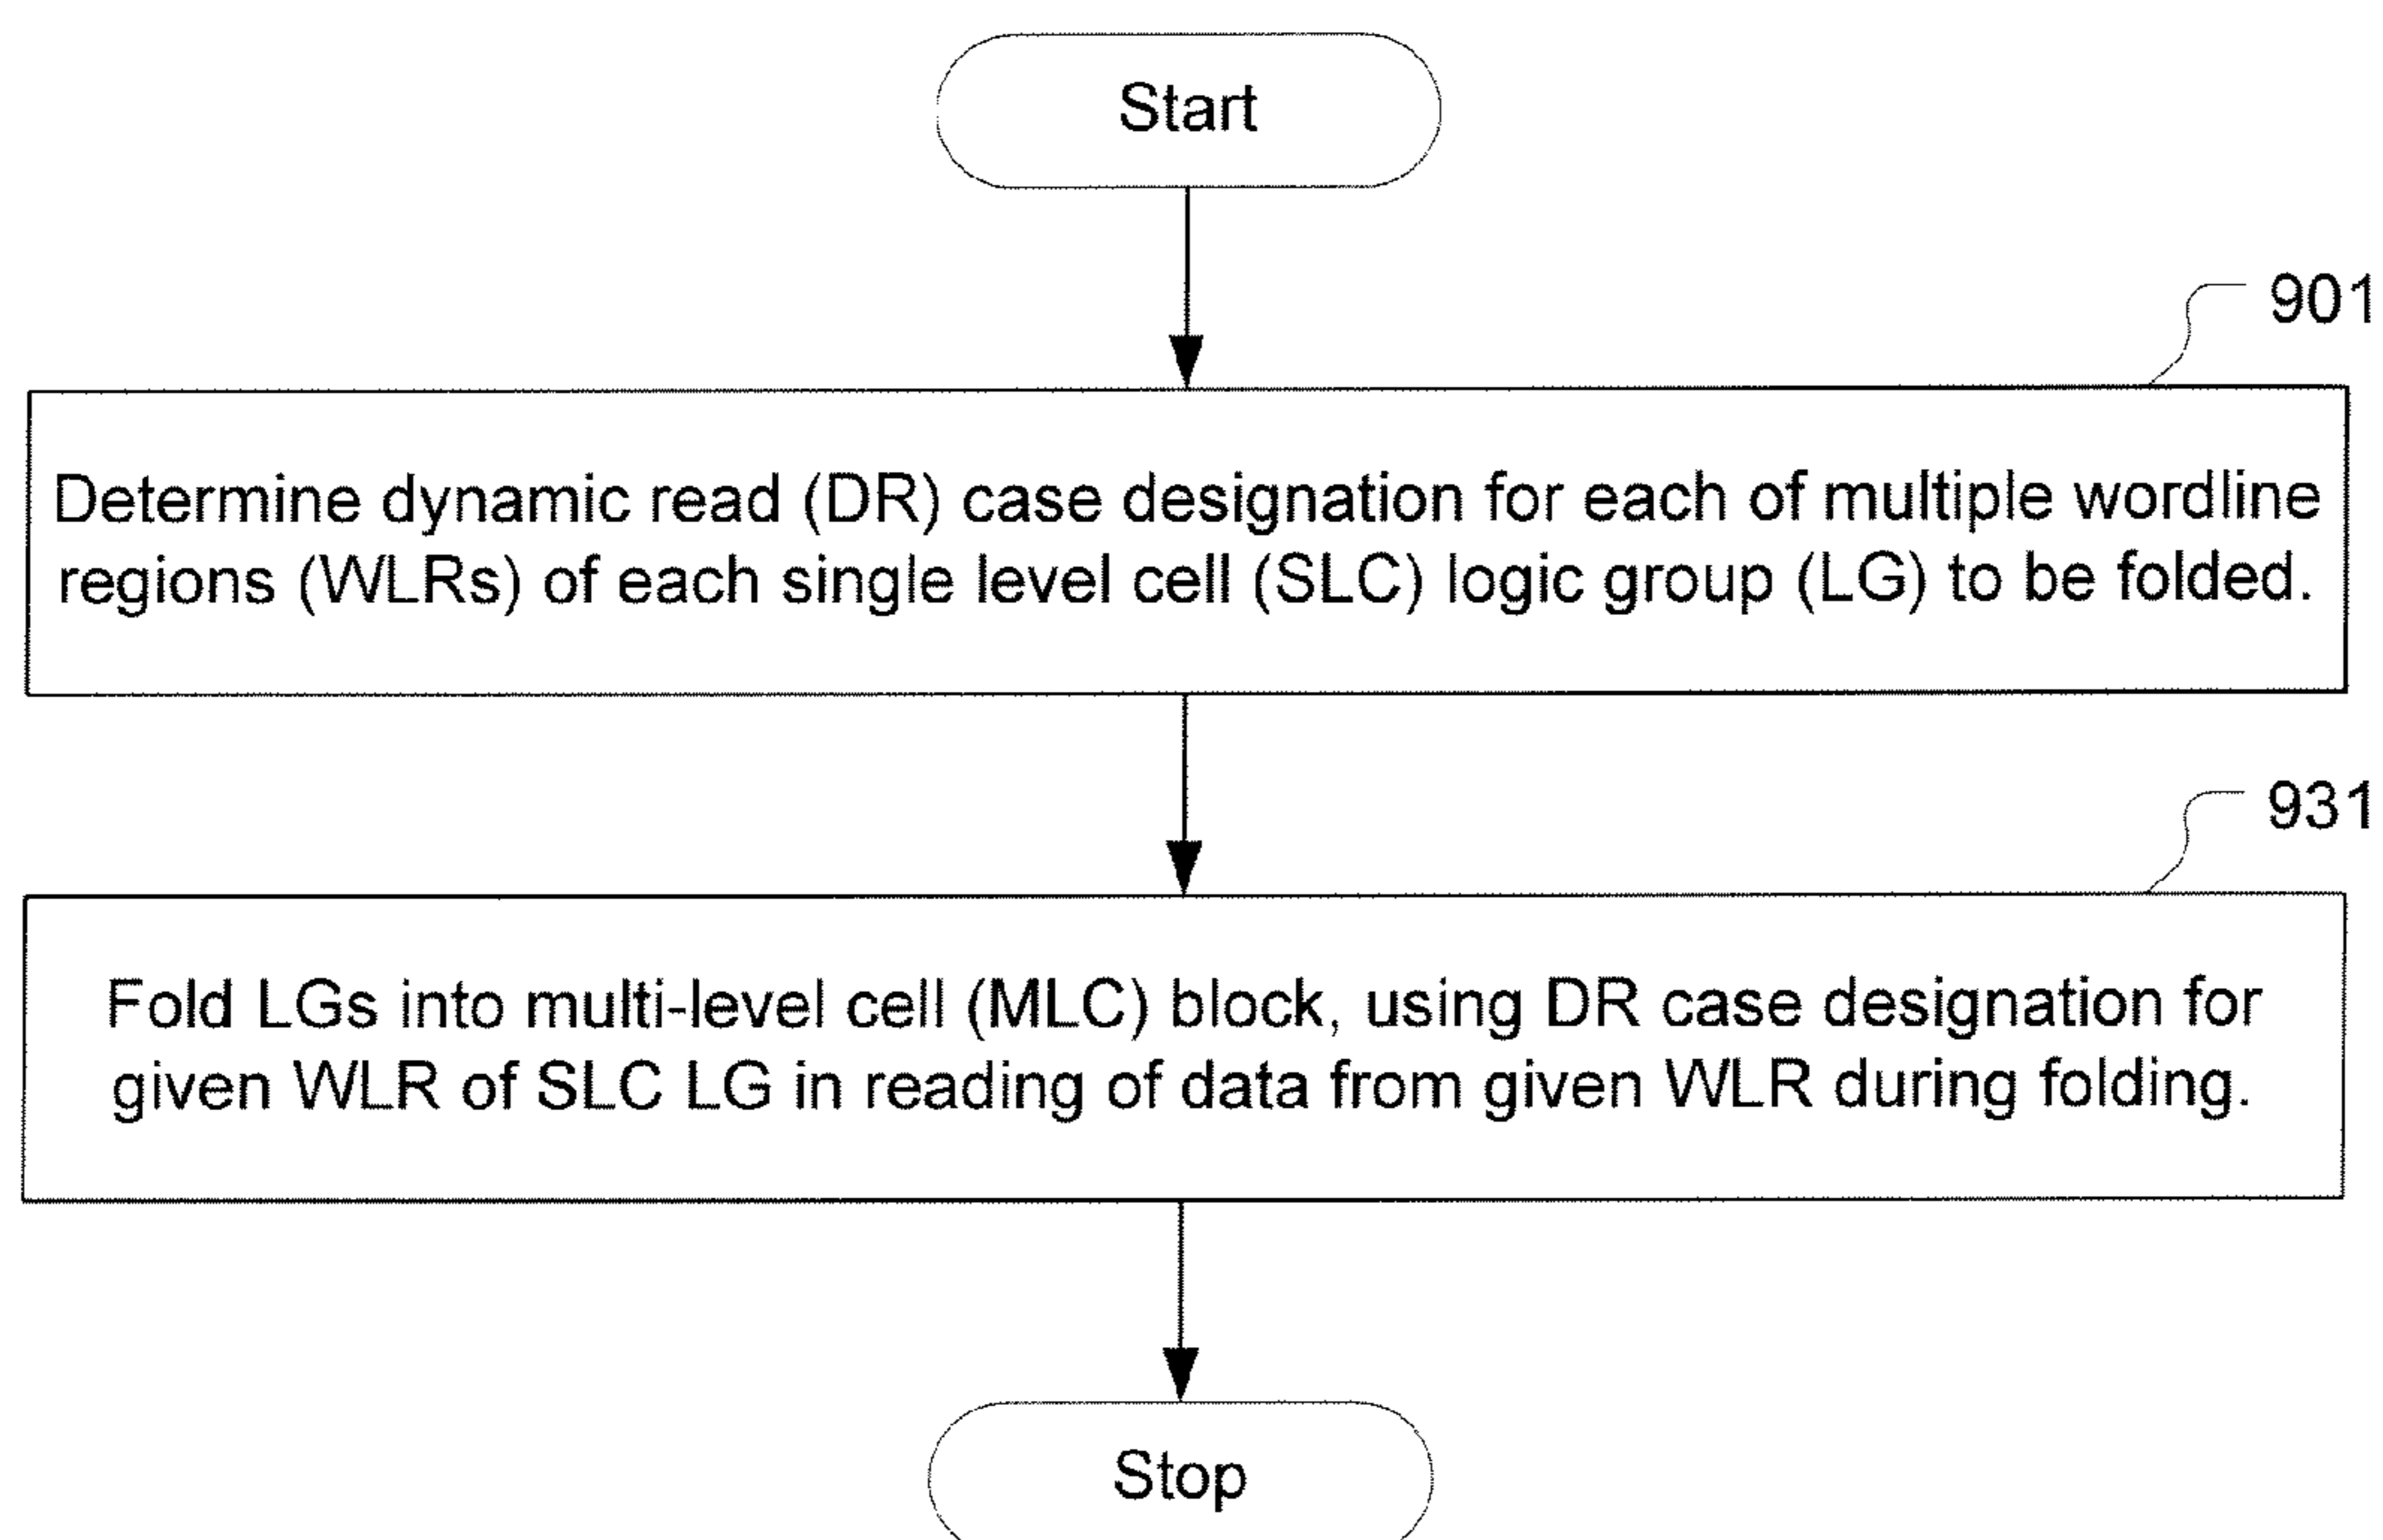 Start
901
Determine dynamic read (DR) case designation for each of multiple wordline
regions (WLRs) of each single level cell (SLC) logic group (LG) to be folded.
931
Fold LGs into multi-level cell (MLC) block, using DR case designation for
given WLR of SLC LG in reading of data from given WLR during folding.
Stop